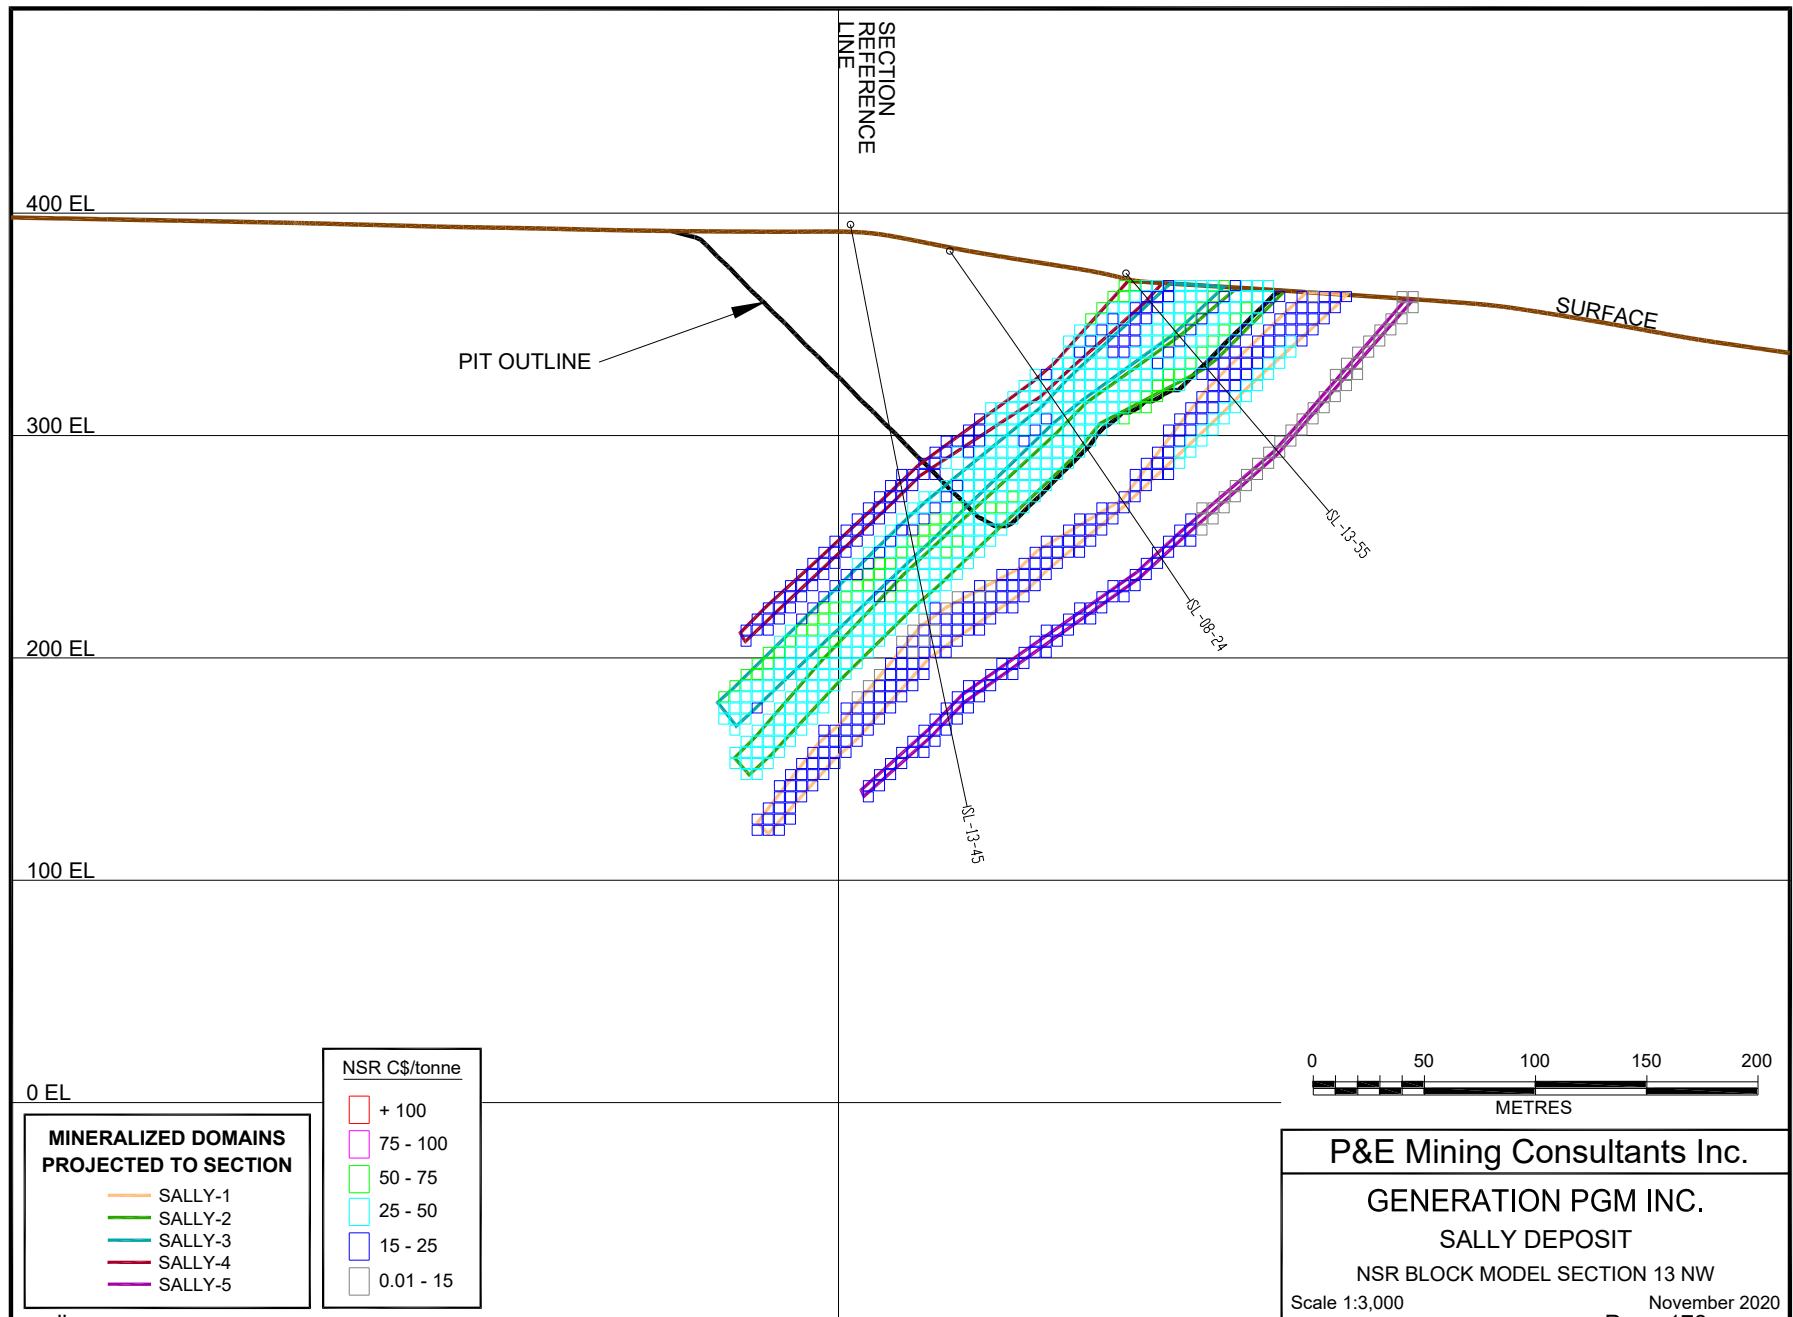 SECTION
REFERENCE
LINE
400 EL
SURFACE
PIT OUTLINE
300 EL
SL-13-55
SL-08-24
200 EL
SL-13-45
100 EL
0 EL
MINERALIZED DOMAINS
PROJECTED TO SECTION
SALLY-1
SALLY-2
SALLY-3
SALLY-4
SALLY-5
NSR C$/tonne
+ 100
75 - 100
50 - 75
25 - 50
15 - 25
0.01 - 15
0 50 100 150 200
METRES
P&E Mining Consultants Inc.
GENERATION PGM INC.
SALLY DEPOSIT
NSR BLOCK MODEL SECTION 13 NW
Scale 1:3,000 November 2020